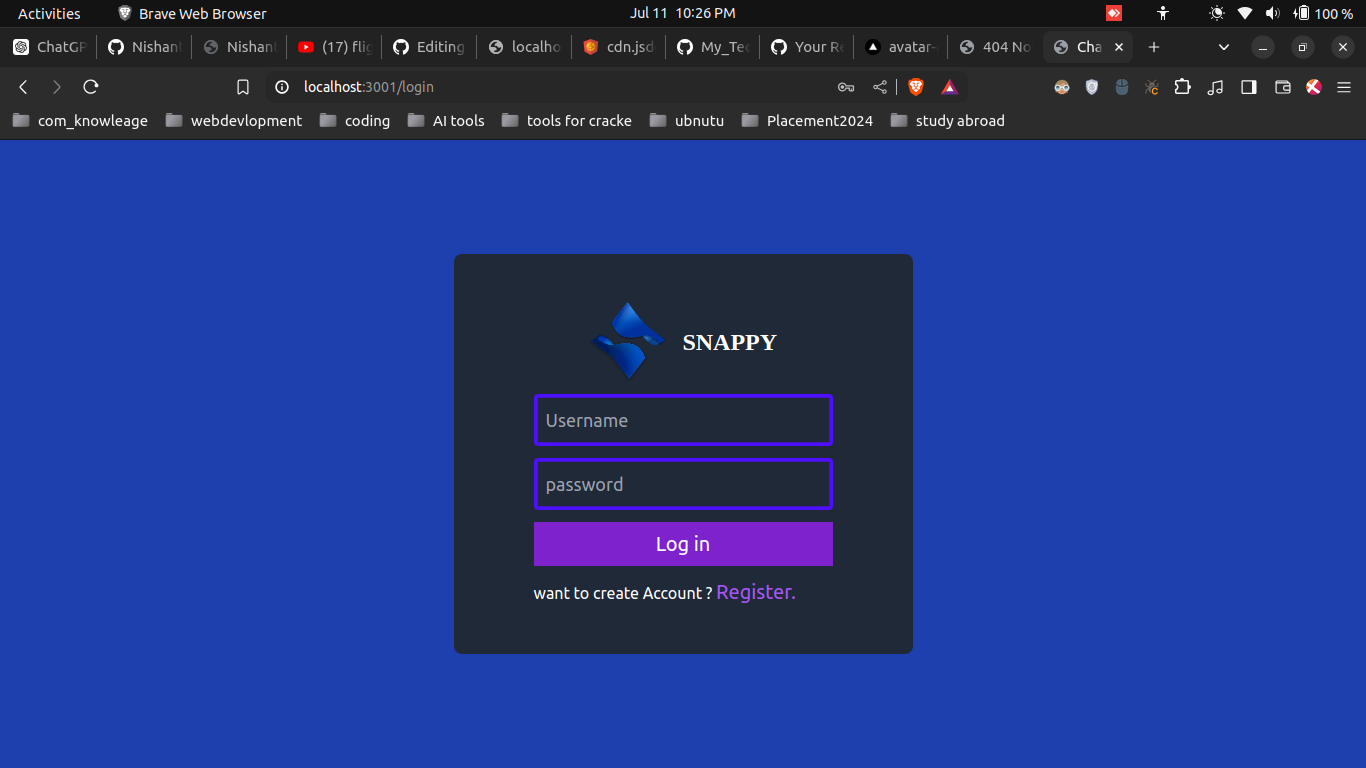 Activities Brave Web Browser Jul 11 10:26 PM 100 %
ChatGP Nishan Nishan (17) flig Editing localho cdn.jsd My_Tec Your Re avatar- 404 No Cha
localhost:3001/login
com_knowleage webdevlopment coding AI tools tools for cracke ubnutu Placement2024 study abroad
SNAPPY
Username
password
Log in
want to create Account ? Register.